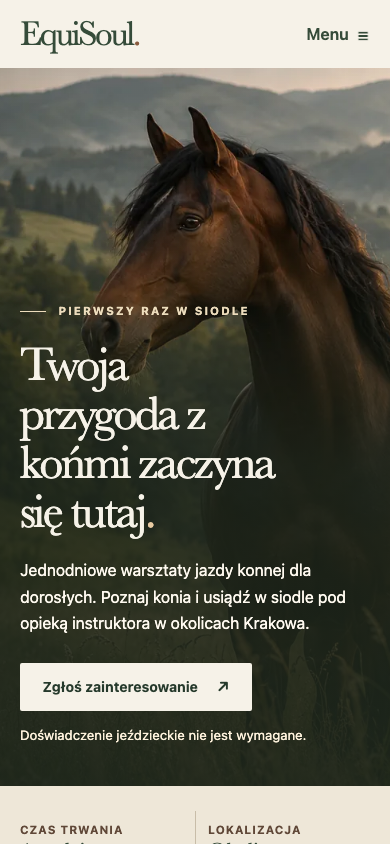 EquiSoul.
Menu ≡
PIERWSZY RAZ W SIODLE
Twoja
przygoda z
końmi zaczyna
się tutaj.
Jednodniowe warsztaty jazdy konnej dla
dorosłych. Poznaj konia i usiądź w siodle pod
opieką instruktora w okolicach Krakowa.
Zgłoś zainteresowanie ↗
Doświadczenie jeździeckie nie jest wymagane.
CZAS TRWANIA
LOKALIZACJA